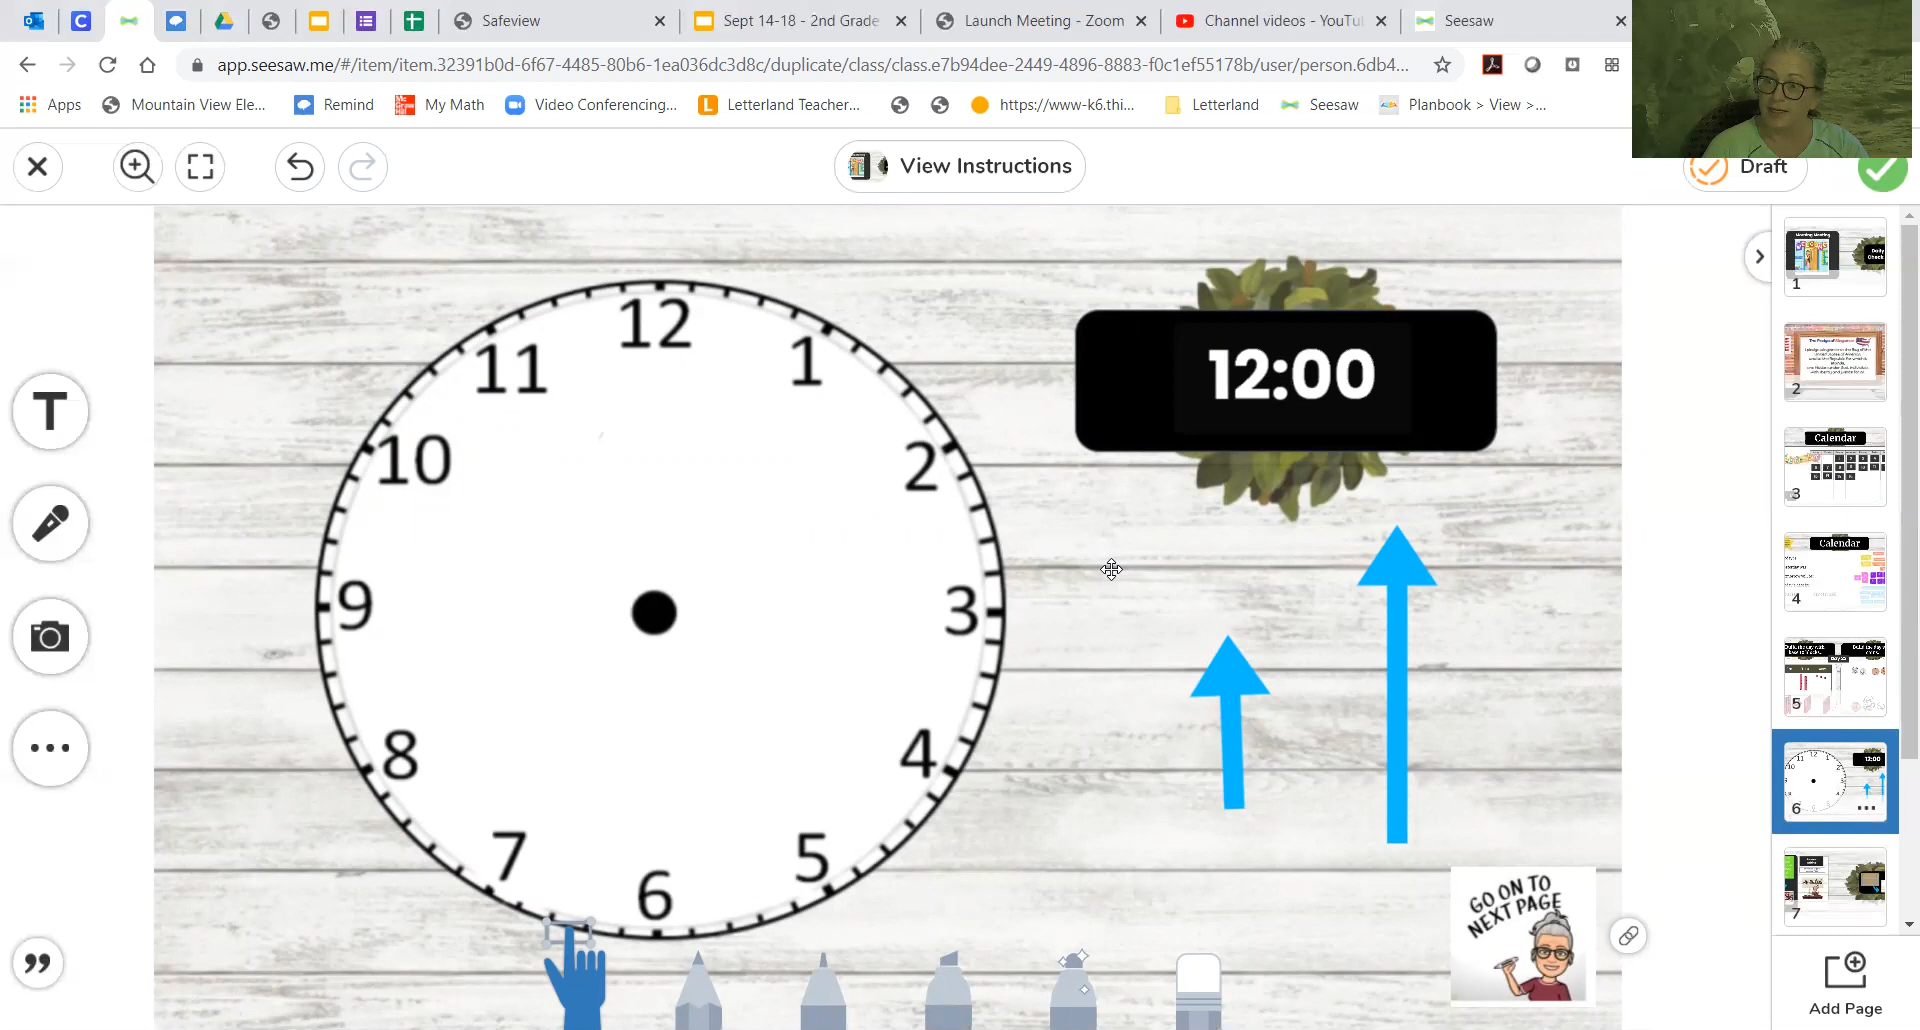 Safeview
Sept 14-18 - 2nd Grade
Launch Meeting - Zoom
Channel videos - YouTu
Seesaw
app.seesaw.me/#/item/item.32391b0d-6f67-4485-80b6-1ea036dc3d8c/duplicate/class/class.e7b94dee-2449-4896-8883-f0c1ef55178b/user/person.6db4...
Apps
Mountain View Ele...
Remind
My Math
Video Conferencing...
Letterland Teacher...
https://www-k6.thi...
Letterland
Seesaw
Planbook > View >...
View Instructions
Draft
12
11
1
10
2
9
3
8
4
7
5
6
12:00
GO ON TO
NEXT PAGE
T
1
2
Calendar
3
Calendar
4
5
12:00
6
7
Add Page